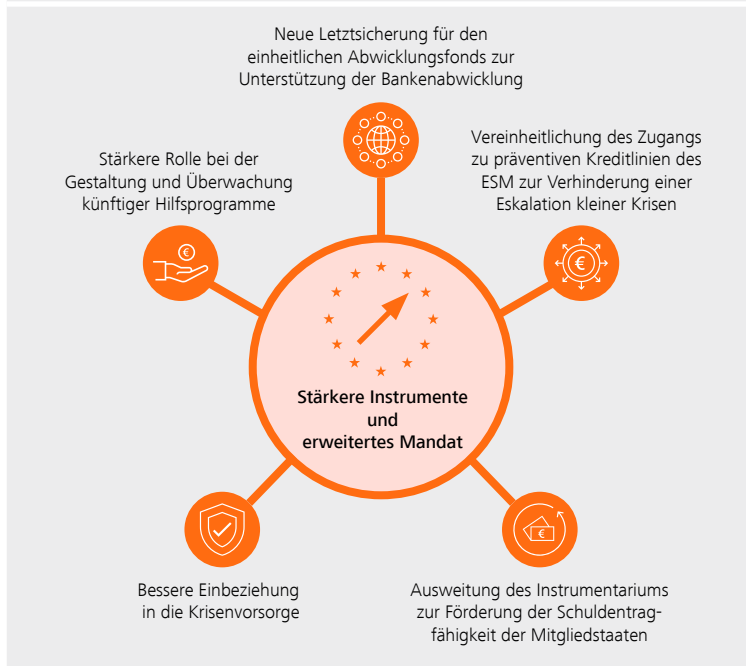 Neue Letztsicherung für den
einheitlichen Abwicklungsfonds zur
Unterstützung der Bankenabwicklung
Vereinheitlichung des Zugangs
zu präventiven Kreditlinien des
ESM zur Verhinderung einer
Eskalation kleiner Krisen
Stärkere Rolle bei der
Gestaltung und Überwachung
künftiger Hilfsprogramme
€
€
Stärkere Instrumente
und
erweitertes Mandat
€
Bessere Einbeziehung
in die Krisenvorsorge
Ausweitung des Instrumentariums
zur Förderung der Schuldentrag-
fähigkeit der Mitgliedstaaten